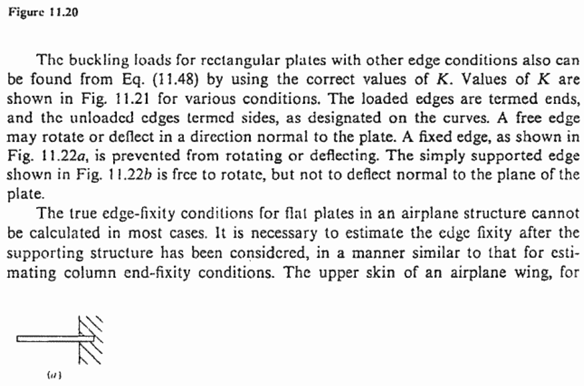 Figure 11.20
The buckling loads for rectangular plates with other edge conditions also can
be found from Eq. (11.48) by using the correct values of K. Values of K are
shown in Fig. 11.21 for various conditions. The loaded edges are termed ends,
and the unloaded edges termed sides, as designated on the curves. A free edge
may rotate or deflect in a direction normal to the plate. A fixed edge, as shown in
Fig. 11.22a, is prevented from rotating or deflecting. The simply supported edge
shown in Fig. 11.22b is free to rotate, but not to deflect normal to the plane of the
plate.
The true edge-fixity conditions for flat plates in an airplane structure cannot
be calculated in most cases. It is necessary to estimate the edge fixity after the
supporting structure has been considered, in a manner similar to that for esti-
mating column end-fixity conditions. The upper skin of an airplane wing, for
(a)